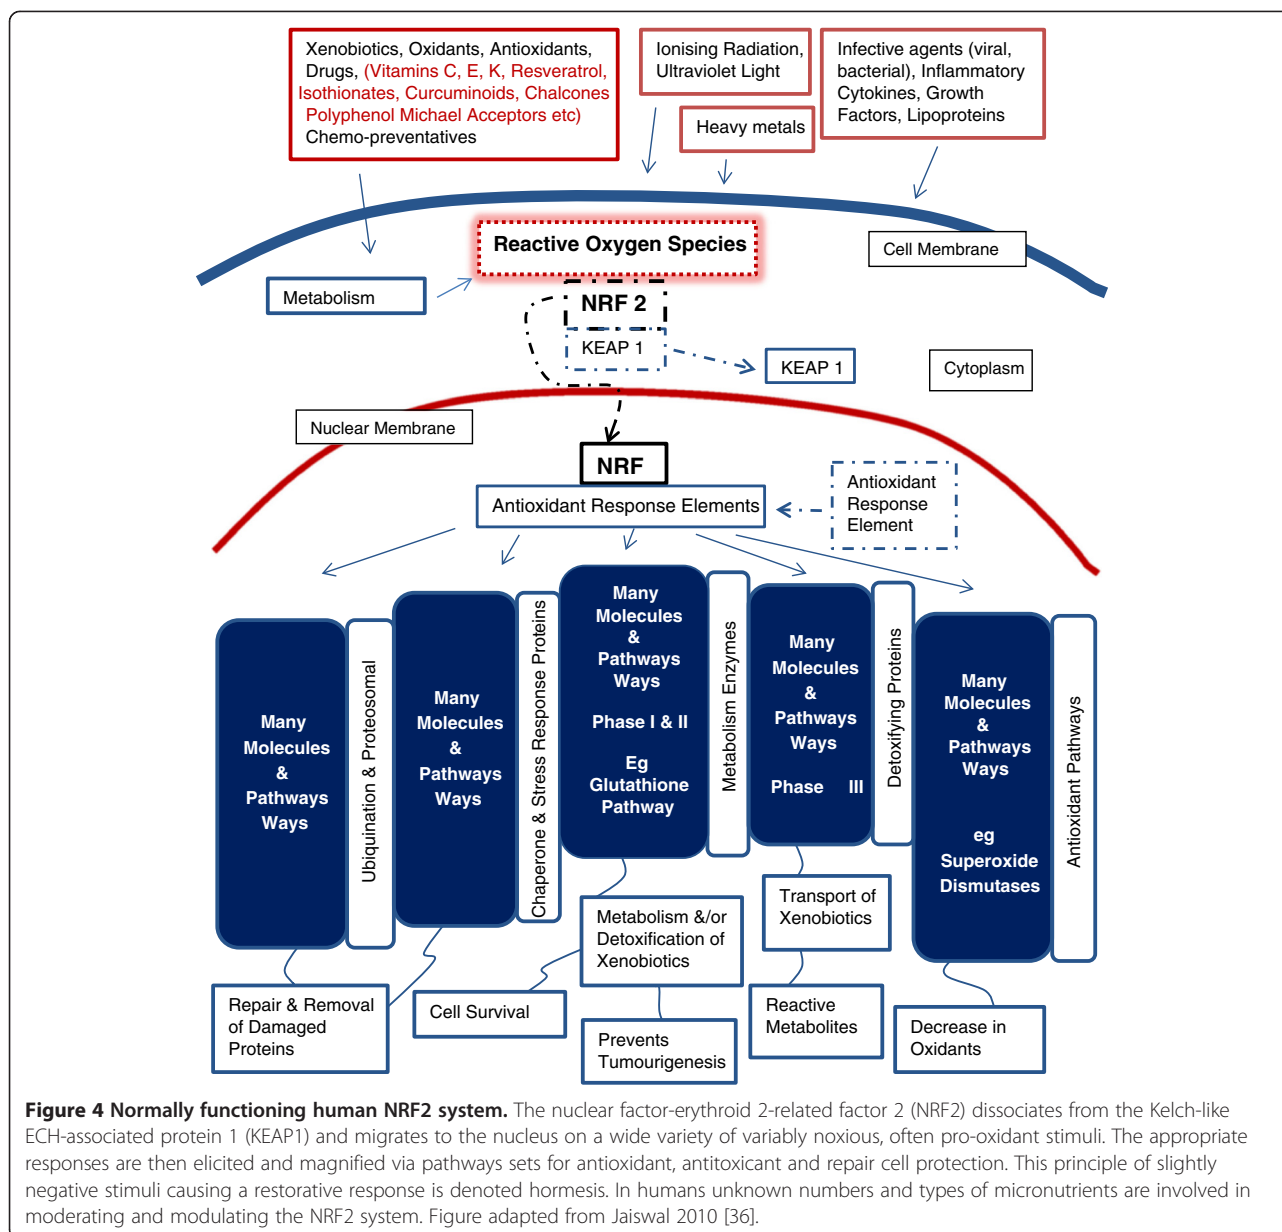 Xenobiotics, Oxidants, Antioxidants,
Drugs, (Vitamins C, E, K, Resveratrol,
Isothionates, Curcuminoids, Chalcones
Polyphenol Michael Acceptors etc)
Chemo-preventatives
Ionising Radiation,
Ultraviolet Light
Heavy metals
Infective agents (viral,
bacterial), Inflammatory
Cytokines, Growth
Factors, Lipoproteins
Reactive Oxygen Species
Cell Membrane
Metabolism
NRF 2
KEAP 1
KEAP 1
Cytoplasm
Nuclear Membrane
NRF
Antioxidant Response Elements
Antioxidant
Response
Element
Many
Molecules
&
Pathways
Ways
Ubiquination & Proteosomal
Many
Molecules
&
Pathways
Ways
Chaperone & Stress Response Proteins
Many
Molecules
&
Pathways
Ways
Phase I & II
Eg
Glutathione
Pathway
Metabolism Enzymes
Many
Molecules
&
Pathways
Ways
Phase III
Detoxifying Proteins
Many
Molecules
&
Pathways
Ways
eg
Superoxide
Dismutases
Antioxidant Pathways
Repair & Removal
of Damaged
Proteins
Cell Survival
Metabolism &/or
Detoxification of
Xenobiotics
Prevents
Tumourigenesis
Transport of
Xenobiotics
Reactive
Metabolites
Decrease in
Oxidants
Figure 4 Normally functioning human NRF2 system. The nuclear factor-erythroid 2-related factor 2 (NRF2) dissociates from the Kelch-like
ECH-associated protein 1 (KEAP1) and migrates to the nucleus on a wide variety of variably noxious, often pro-oxidant stimuli. The appropriate
responses are then elicited and magnified via pathways sets for antioxidant, antitoxicant and repair cell protection. This principle of slightly
negative stimuli causing a restorative response is denoted hormesis. In humans unknown numbers and types of micronutrients are involved in
moderating and modulating the NRF2 system. Figure adapted from Jaiswal 2010 [36].